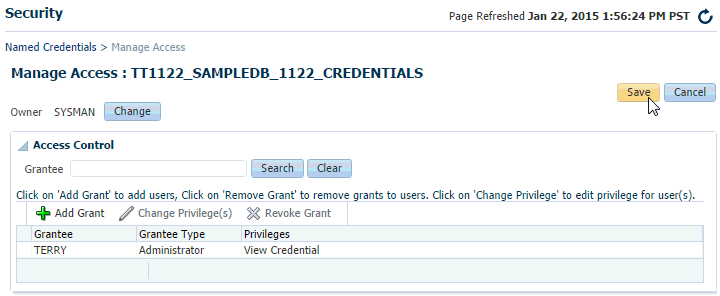 Security
Page Refreshed Jan 22, 2015 1:56:24 PM PST
Named Credentials > Manage Access
Manage Access : TT1122_SAMPLEDB_1122_CREDENTIALS
Save Cancel
Owner SYSMAN Change
Access Control
Grantee Search Clear
Click on 'Add Grant' to add users, Click on 'Remove Grant' to remove grants to users. Click on 'Change Privilege' to edit privilege for user(s).
Add Grant Change Privilege(s) Revoke Grant
Grantee Grantee Type Privileges
TERRY Administrator View Credential